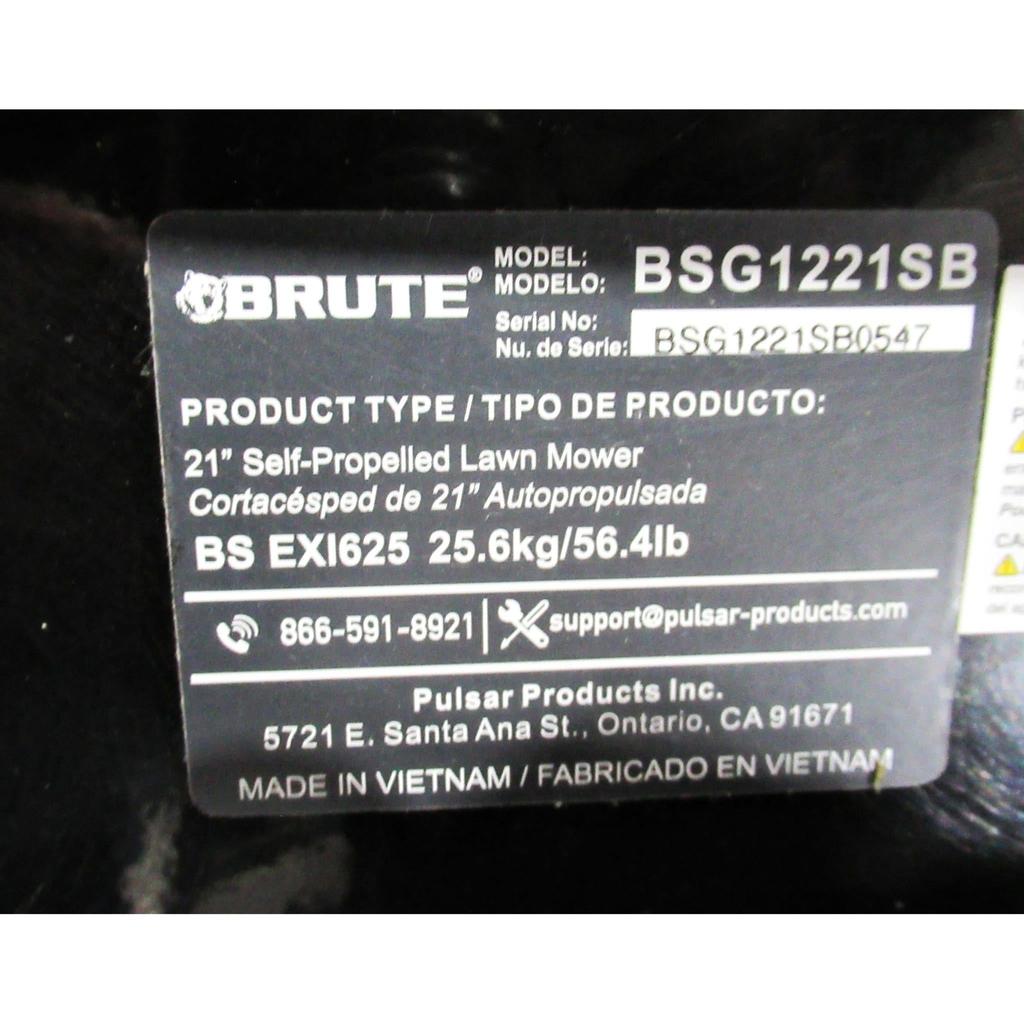 BRUTE®
MODEL:
MODELO:
BSG1221SB
Serial No:
Nu. de Serie:
BSG1221SB0547
PRODUCT TYPE / TIPO DE PRODUCTO:
21" Self-Propelled Lawn Mower
Cortacésped de 21" Autopropulsada
BS EXI625 25.6kg/56.4lb
866-591-8921
support@pulsar-products.com
Pulsar Products Inc.
5721 E. Santa Ana St., Ontario, CA 91671
MADE IN VIETNAM / FABRICADO EN VIETNAM